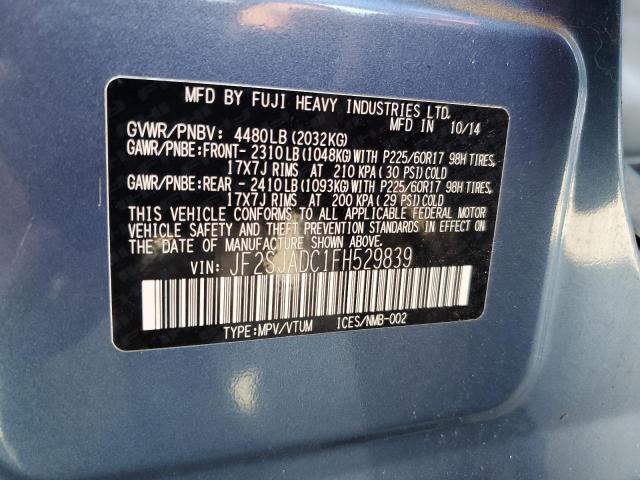 MFD BY FUJI HEAVY INDUSTRIES LTD.
MFD IN 10/14
GVWR/PNBV: 4480LB(2032KG)
GAWR/PNBE:FRONT- 2310LB(1048KG)WITH P225/60R17 98H TIRES,
17X7J RIMS AT 210 KPA(30 PSI)COLD
GAWR/PNBE:REAR - 2410LB(1093KG)WITH P225/60R17 98H TIRES,
17X7J RIMS AT 200 KPA(29 PSI)COLD
THIS VEHICLE CONFORMS TO ALL APPLICABLE FEDERAL MOTOR
VEHICLE SAFETY AND THEFT PREVENTION STANDARDS IN EFFECT ON
THE DATE OF MANUFACTURE SHOWN ABOVE.
VIN: JF2SJADC1FH529839
TYPE:MPV/VTUM ICES/NMB-002